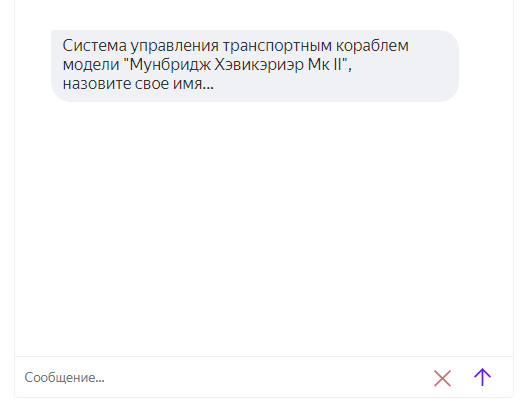 Система управления транспортным кораблем
модели "Мунбридж Хэвикэриэр Мк II",
назовите свое имя...
Сообщение...